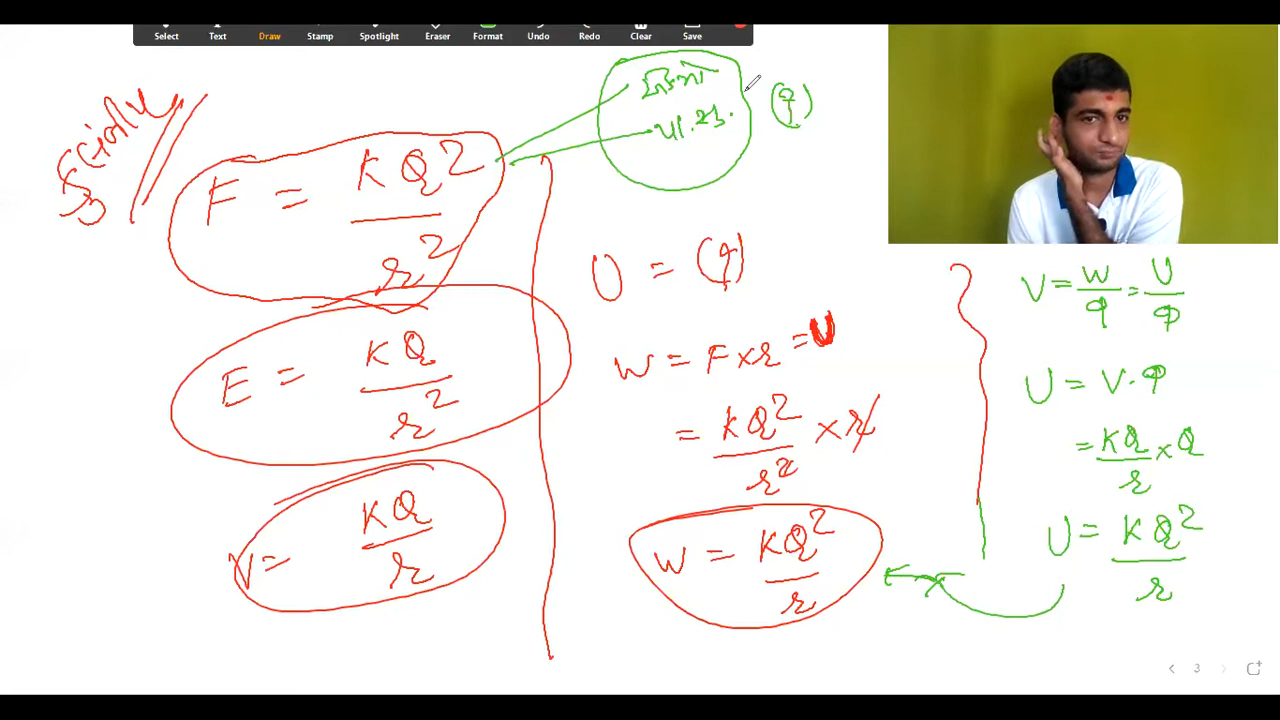 Select Text Draw Stamp Spotlight Eraser Format Undo Redo Clear Save
(q)
F = KQ²/r²
E = KQ/r²
V = KQ/r
U = (q)
W = F×r = U
= KQ²/r² × r
W = KQ²/r
V = W/q = U/q
U = V·q
= KQ/r × Q
U = KQ²/r
3